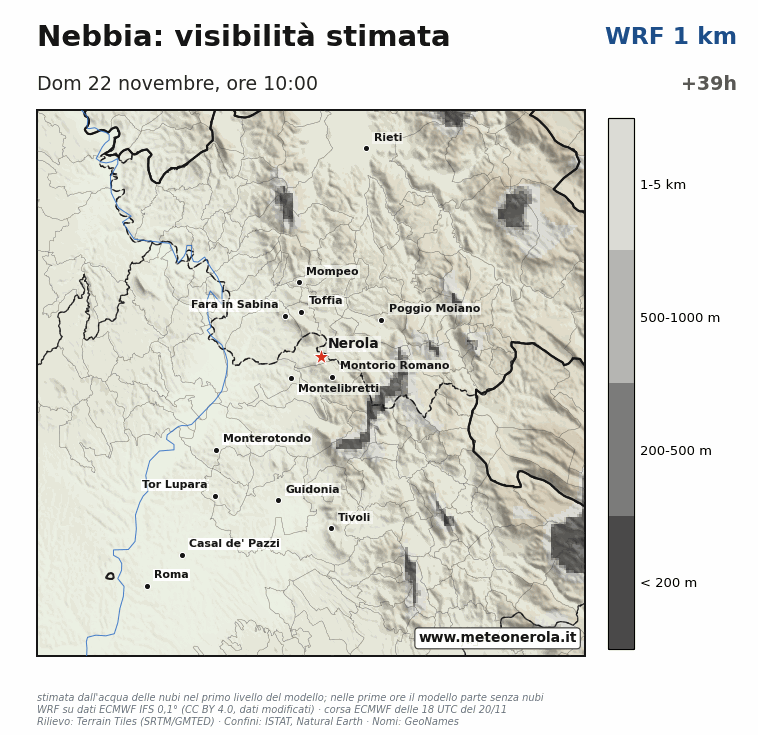 Nebbia: visibilità stimata
WRF 1 km
Dom 22 novembre, ore 10:00
+39h
Rieti
Mompeo
Toffia
Fara in Sabina
Poggio Moiano
Nerola
Montorio Romano
Montelibretti
Monterotondo
Tor Lupara
Guidonia
Tivoli
Casal de' Pazzi
Roma
www.meteonerola.it
1-5 km
500-1000 m
200-500 m
< 200 m
stimata dall'acqua delle nubi nel primo livello del modello; nelle prime ore il modello parte senza nubi
WRF su dati ECMWF IFS 0,1° (CC BY 4.0, dati modificati) · corsa ECMWF delle 18 UTC del 20/11
Rilievo: Terrain Tiles (SRTM/GMTED) · Confini: ISTAT, Natural Earth · Nomi: GeoNames